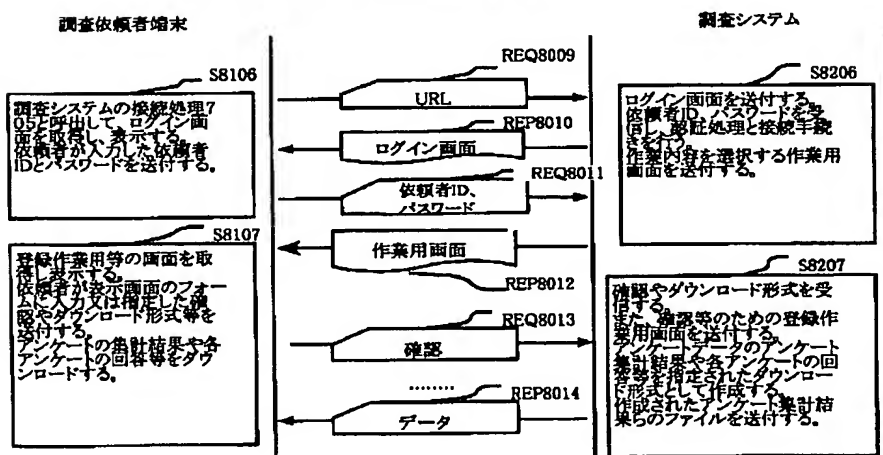 調査依頼者端末
調査システム
S8106
調査システムの接続処理7
05と呼出して、ログイン画
面を取得し、表示する。
依頼者が入力した依頼者
IDとパスワードを送付する。
REQ8009
URL
REP8010
ログイン画面
REQ8011
依頼者ID、
パスワード
S8206
ログイン画面を送付する。
依頼者ID、パスワードを受
信し、認証処理と接続手続
きを行う。
作業内容を選択する作業用
画面を送付する。
S8107
登録作業用等の画面を取
得し表示する。
依頼者が表示画面のフォー
ムに入力又は指定した確
認やダウンロード形式等を
送付する。
アンケートの集計結果や各
アンケートの回答等をダウ
ンロードする。
作業用画面
REP8012
REQ8013
確認
………
REP8014
データ
S8207
確認やダウンロード形式を受
信する。
また、確認等のための登録作
業用画面を送付する。
アンケートデータのアンケート
集計結果や各アンケートの回
答等を指定されたダウンロー
ド形式として作成する。
作成されたアンケート集計結
果らのファイルを送付する。